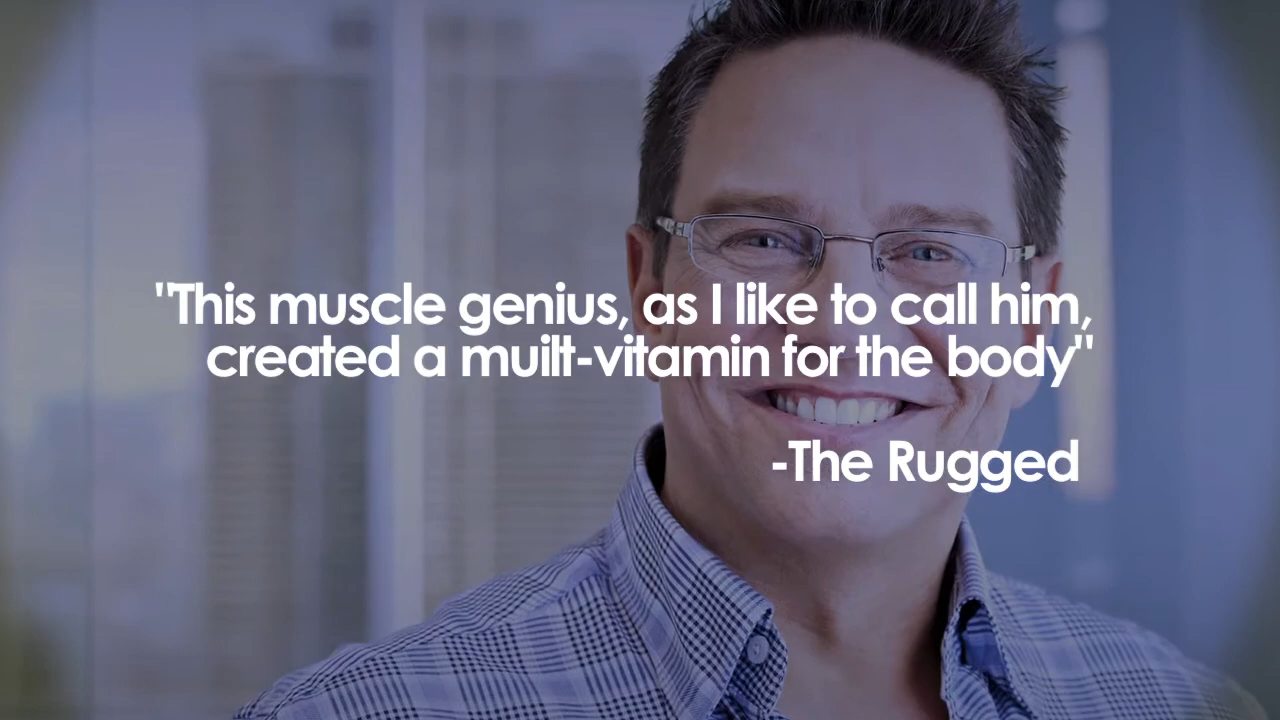 "This muscle genius, as I like to call him,
created a muilt-vitamin for the body"
-The Rugged